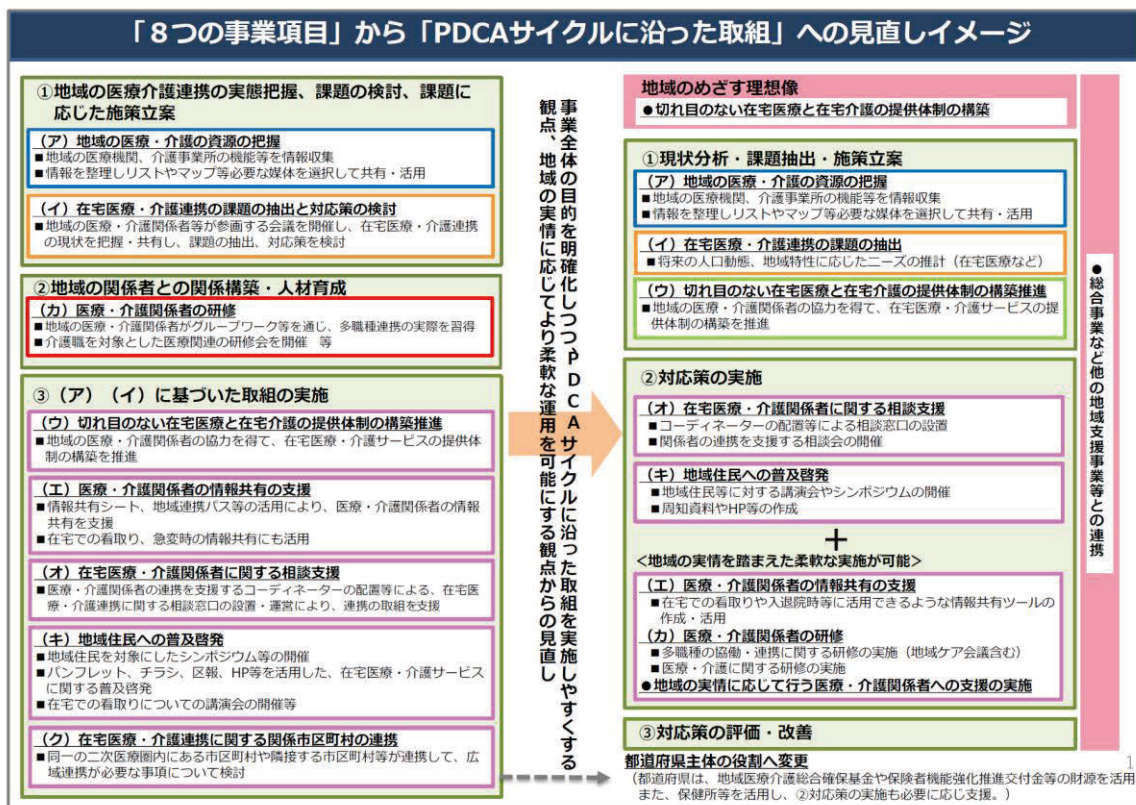 「８つの事業項目」から「PDCAサイクルに沿った取組」への見直しイメージ
①地域の医療介護連携の実態把握、課題の検討、課題に
応じた施策立案
（ア）地域の医療・介護の資源の把握
■地域の医療機関、介護事業所の機能等を情報収集
■情報を整理しリストやマップ等必要な媒体を選択して共有・活用
（イ）在宅医療・介護連携の課題の抽出と対応策の検討
■地域の医療・介護関係者等が参画する会議を開催し、在宅医療・介護連携
の現状を把握・共有し、課題の抽出、対応策を検討
②地域の関係者との関係構築・人材育成
（カ）医療・介護関係者の研修
■地域の医療・介護関係者がグループワーク等を通じ、多職種連携の実際を習得
■介護職を対象とした医療関連の研修会を開催　等
③（ア）（イ）に基づいた取組の実施
（ウ）切れ目のない在宅医療と在宅介護の提供体制の構築推進
■地域の医療・介護関係者の協力を得て、在宅医療・介護サービスの提供体
制の構築を推進
（エ）医療・介護関係者の情報共有の支援
■情報共有シート、地域連携パス等の活用により、医療・介護関係者の情報
共有を支援
■在宅での看取り、急変時の情報共有にも活用
（オ）在宅医療・介護関係者に関する相談支援
■医療・介護関係者の連携を支援するコーディネーターの配置等による、在宅医
療・介護連携に関する相談窓口の設置・運営により、連携の取組を支援
（キ）地域住民への普及啓発
■地域住民を対象にしたシンポジウム等の開催
■パンフレット、チラシ、区報、HP等を活用した、在宅医療・介護サービス
に関する普及啓発
■在宅での看取りについての講演会の開催等
（ク）在宅医療・介護連携に関する関係市区町村の連携
■同一の二次医療圏内にある市区町村や隣接する市区町村等が連携して、広
域連携が必要な事項について検討
事業全体の目的を明確化しつつ、PDCAサイクルに沿った取組を実施しやすくする
観点、地域の実情に応じてより柔軟な運用を可能にする観点からの見直し
地域のめざす理想像
●切れ目のない在宅医療と在宅介護の提供体制の構築
①現状分析・課題抽出・施策立案
（ア）地域の医療・介護の資源の把握
■地域の医療機関、介護事業所の機能等を情報収集
■情報を整理しリストやマップ等必要な媒体を選択して共有・活用
（イ）在宅医療・介護連携の課題の抽出
■将来の人口動態、地域特性に応じたニーズの推計（在宅医療など）
（ウ）切れ目のない在宅医療と在宅介護の提供体制の構築推進
■地域の医療・介護関係者の協力を得て、在宅医療・介護サービスの提
供体制の構築を推進
②対応策の実施
（オ）在宅医療・介護関係者に関する相談支援
■コーディネーターの配置等による相談窓口の設置
■関係者の連携を支援する相談会の開催
（キ）地域住民への普及啓発
■地域住民等に対する講演会やシンポジウムの開催
■周知資料やHP等の作成
＋
＜地域の実情を踏まえた柔軟な実施が可能＞
（エ）医療・介護関係者の情報共有の支援
■在宅での看取りや入退院時等に活用できるような情報共有ツールの
作成・活用
（カ）医療・介護関係者の研修
■多職種の協働・連携に関する研修の実施（地域ケア会議含む）
■医療・介護に関する研修の実施
●地域の実情に応じて行う医療・介護関係者への支援の実施
③対応策の評価・改善
●総合事業など他の地域支援事業等との連携
都道府県主体の役割へ変更
（都道府県は、地域医療介護総合確保基金や保険者機能強化推進交付金等の財源を活用
また、保健所等を活用し、②対応策の実施も必要に応じ支援。）
1